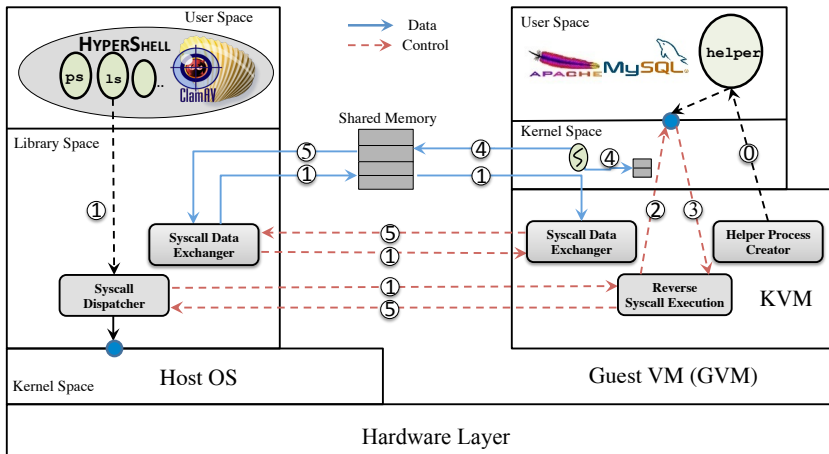 User Space
HYPERSHELL
ps
ls
..
ClamAV
Data
Control
User Space
APACHE
MySQL
helper
Library Space
Shared Memory
Kernel Space
5
4
4
0
1
1
1
2
3
Syscall Data
Exchanger
5
1
Syscall Data
Exchanger
Helper Process
Creator
Syscall
Dispatcher
1
5
Reverse
Syscall Execution
KVM
Kernel Space
Host OS
Guest VM (GVM)
Hardware Layer